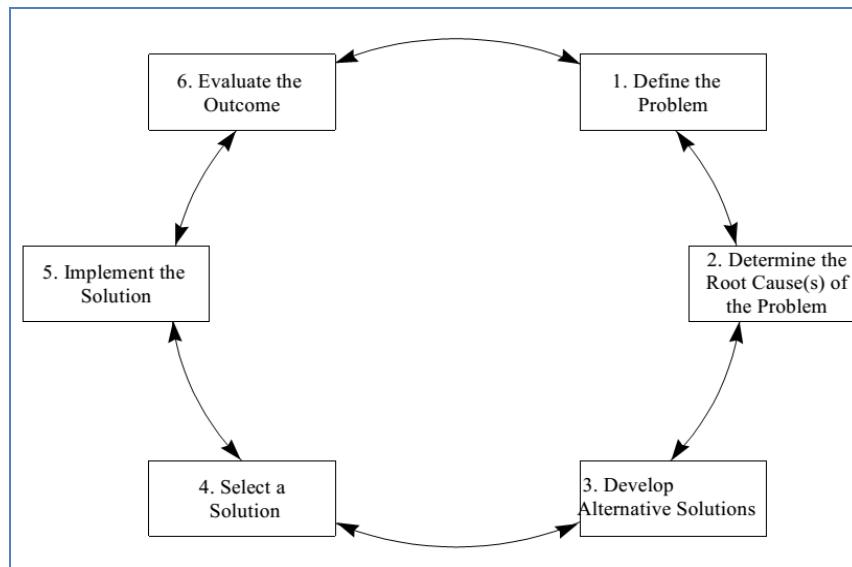 1. Define the
Problem
2. Determine the
Root Cause(s) of
the Problem
3. Develop
Alternative Solutions
4. Select a
Solution
5. Implement the
Solution
6. Evaluate the
Outcome